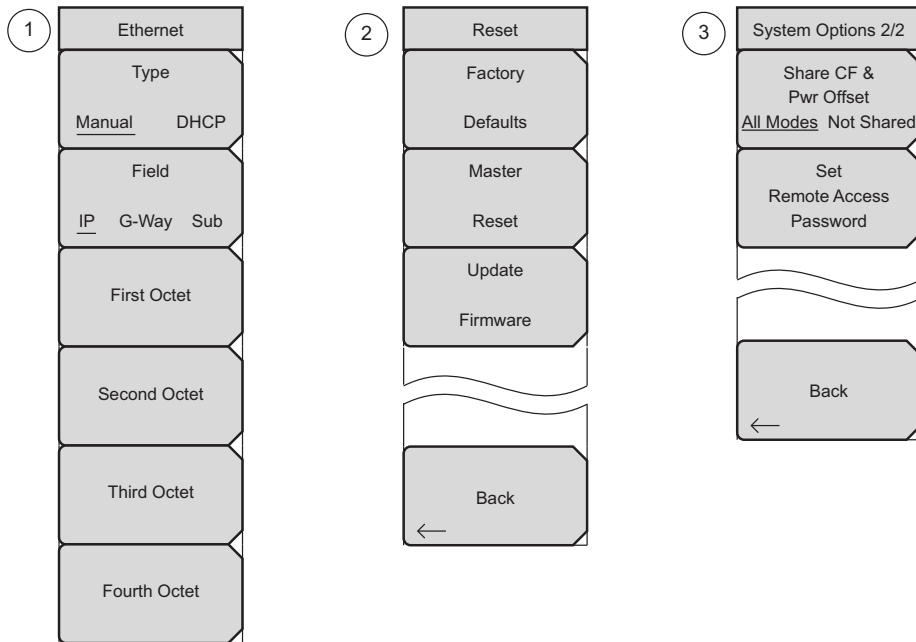 1
Ethernet
Type
Manual DHCP
Field
IP G-Way Sub
First Octet
Second Octet
Third Octet
Fourth Octet
2
Reset
Factory
Defaults
Master
Reset
Update
Firmware
Back
3
System Options 2/2
Share CF &
Pwr Offset
All Modes Not Shared
Set
Remote Access
Password
Back